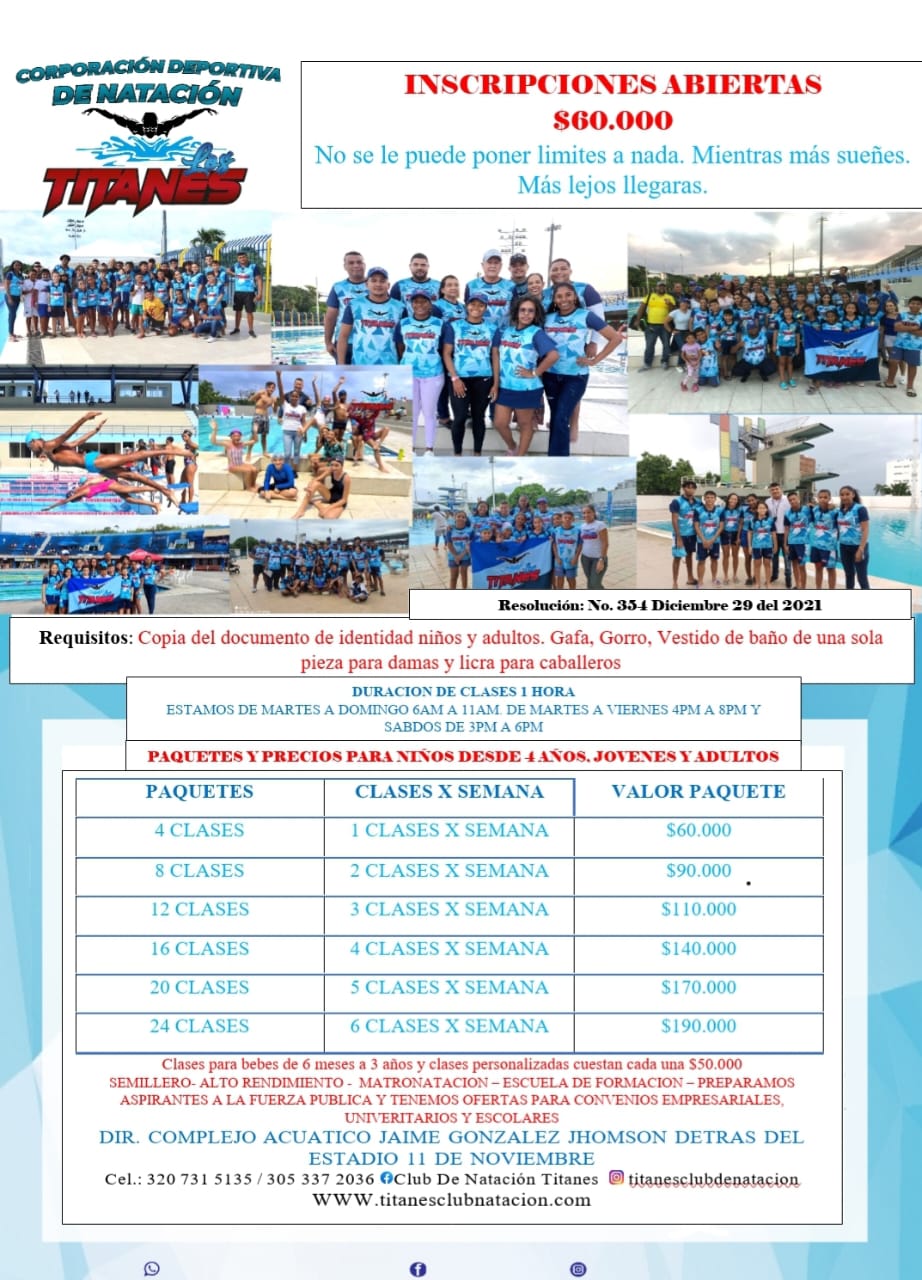 CORPORACIÓN DEPORTIVA
DE NATACIÓN
Los
TITANES
INSCRIPCIONES ABIERTAS
$60.000
No se le puede poner limites a nada. Mientras más sueñes.
Más lejos llegaras.
TITANES
TITANES
TITANES
Resolución: No. 354 Diciembre 29 del 2021
Requisitos: Copia del documento de identidad niños y adultos. Gafa, Gorro, Vestido de baño de una sola
pieza para damas y licra para caballeros
DURACION DE CLASES 1 HORA
ESTAMOS DE MARTES A DOMINGO 6AM A 11AM. DE MARTES A VIERNES 4PM A 8PM Y
SABDOS DE 3PM A 6PM
PAQUETES Y PRECIOS PARA NIÑOS DESDE 4 AÑOS, JOVENES Y ADULTOS
PAQUETES CLASES X SEMANA VALOR PAQUETE
4 CLASES 1 CLASES X SEMANA $60.000
8 CLASES 2 CLASES X SEMANA $90.000
12 CLASES 3 CLASES X SEMANA $110.000
16 CLASES 4 CLASES X SEMANA $140.000
20 CLASES 5 CLASES X SEMANA $170.000
24 CLASES 6 CLASES X SEMANA $190.000
Clases para bebes de 6 meses a 3 años y clases personalizadas cuestan cada una $50.000
SEMILLERO- ALTO RENDIMIENTO - MATRONATACION – ESCUELA DE FORMACION – PREPARAMOS
ASPIRANTES A LA FUERZA PUBLICA Y TENEMOS OFERTAS PARA CONVENIOS EMPRESARIALES,
UNIVERITARIOS Y ESCOLARES
DIR. COMPLEJO ACUATICO JAIME GONZALEZ JHOMSON DETRAS DEL
ESTADIO 11 DE NOVIEMBRE
Cel.: 320 731 5135 / 305 337 2036 Club De Natación Titanes titanesclubdenatacion
WWW.titanesclubnatacion.com